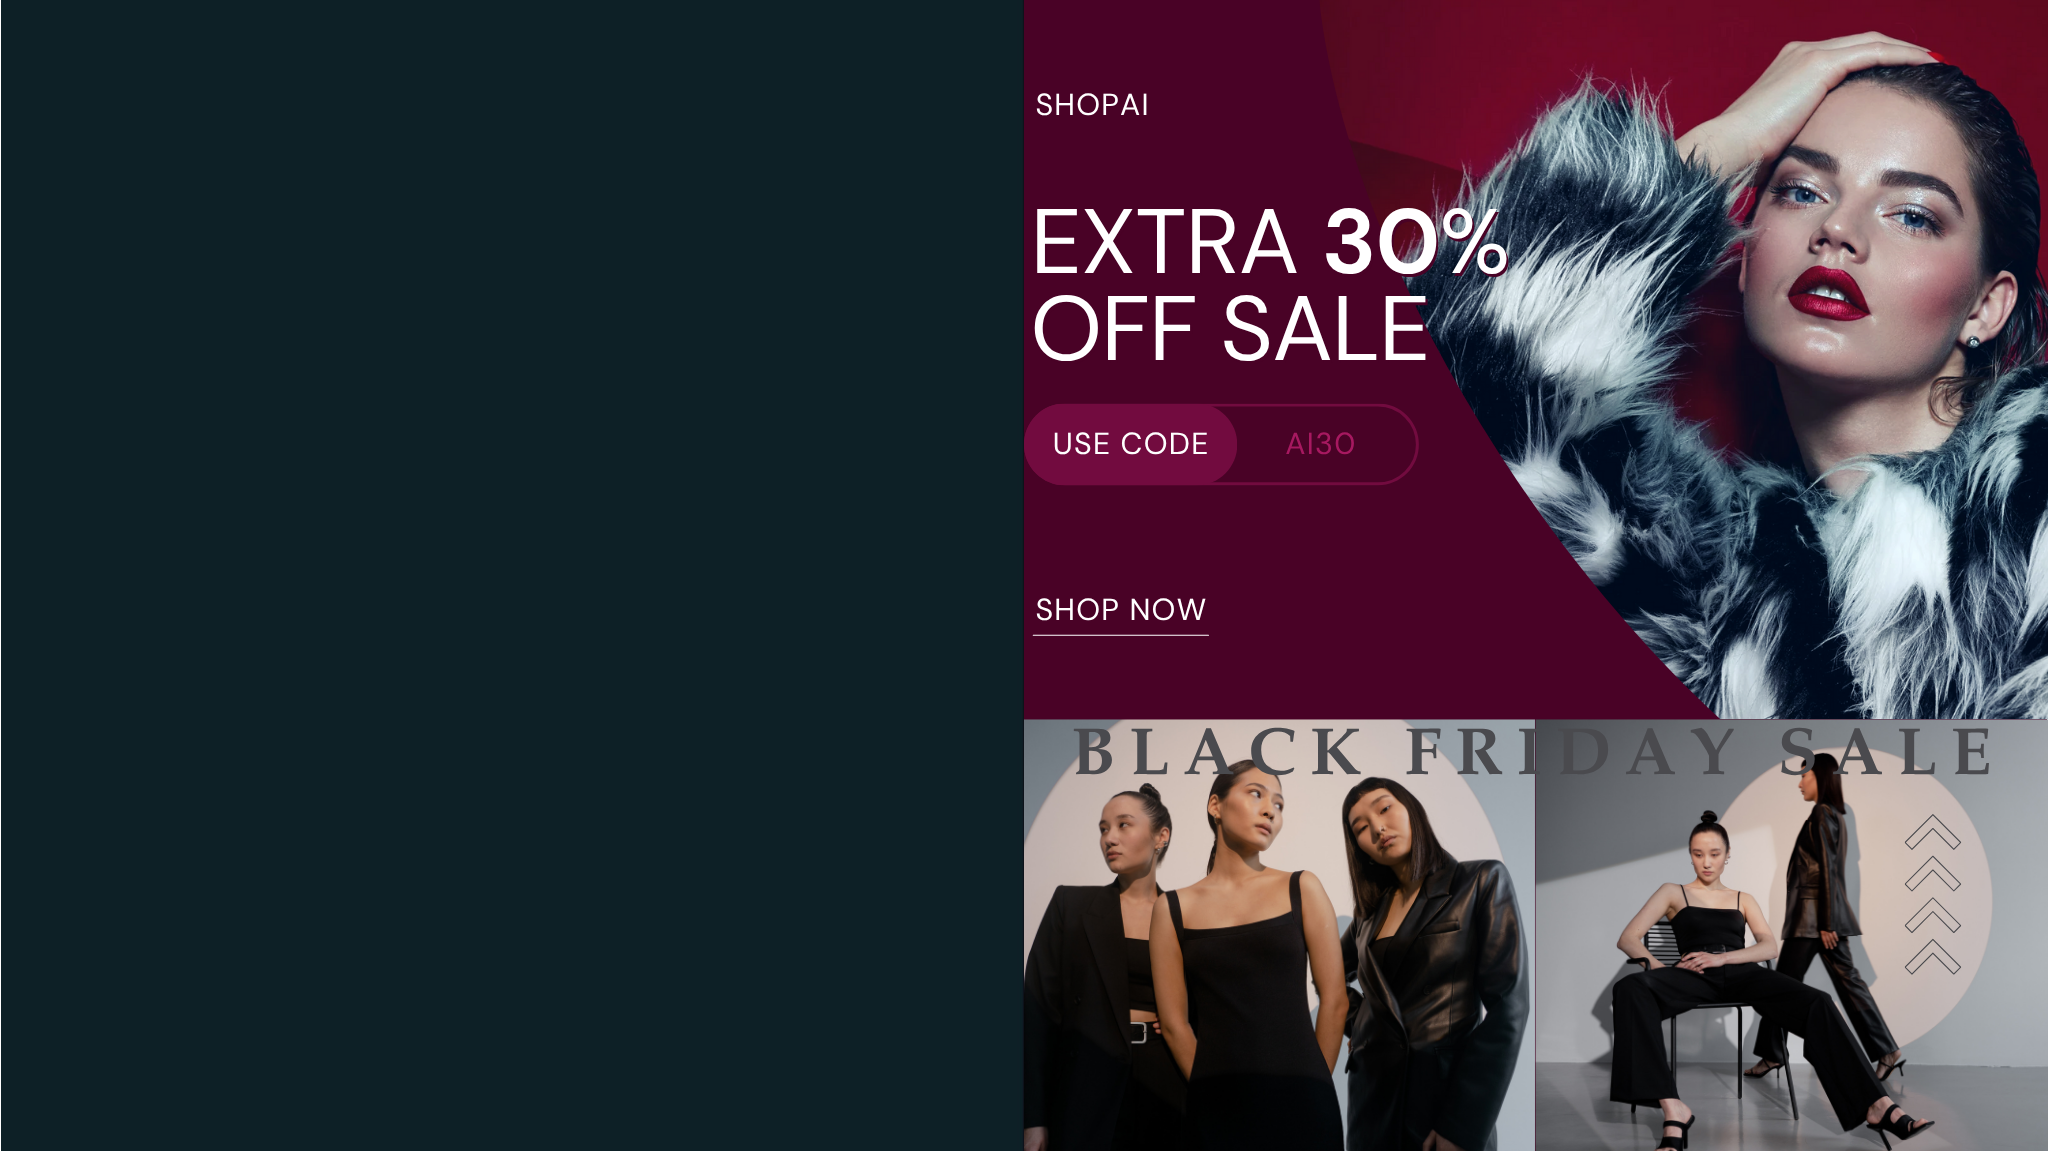 SHOPAI
EXTRA 30%
OFF SALE
USE CODE AI30
SHOP NOW
BLACK FRIDAY SALE